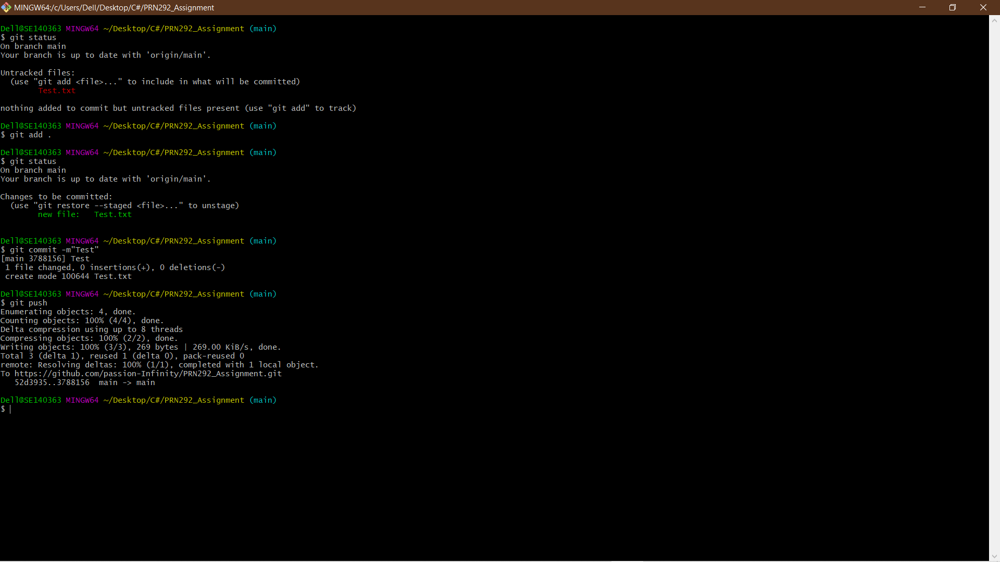 MINGW64:/c/Users/Dell/Desktop/C#/PRN292_Assignment
Dell@SE140363 MINGW64 ~/Desktop/C#/PRN292_Assignment (main)
$ git status
On branch main
Your branch is up to date with 'origin/main'.
Untracked files:
(use "git add <file>..." to include in what will be committed)
Test.txt
nothing added to commit but untracked files present (use "git add" to track)
Dell@SE140363 MINGW64 ~/Desktop/C#/PRN292_Assignment (main)
$ git add .
Dell@SE140363 MINGW64 ~/Desktop/C#/PRN292_Assignment (main)
$ git status
On branch main
Your branch is up to date with 'origin/main'.
Changes to be committed:
(use "git restore --staged <file>..." to unstage)
new file:   Test.txt
Dell@SE140363 MINGW64 ~/Desktop/C#/PRN292_Assignment (main)
$ git commit -m"Test"
[main 3788156] Test
1 file changed, 0 insertions(+), 0 deletions(-)
create mode 100644 Test.txt
Dell@SE140363 MINGW64 ~/Desktop/C#/PRN292_Assignment (main)
$ git push
Enumerating objects: 4, done.
Counting objects: 100% (4/4), done.
Delta compression using up to 8 threads
Compressing objects: 100% (2/2), done.
Writing objects: 100% (3/3), 269 bytes | 269.00 KiB/s, done.
Total 3 (delta 1), reused 1 (delta 0), pack-reused 0
remote: Resolving deltas: 100% (1/1), completed with 1 local object.
To https://github.com/passion-Infinity/PRN292_Assignment.git
52d3935..3788156  main -> main
Dell@SE140363 MINGW64 ~/Desktop/C#/PRN292_Assignment (main)
$